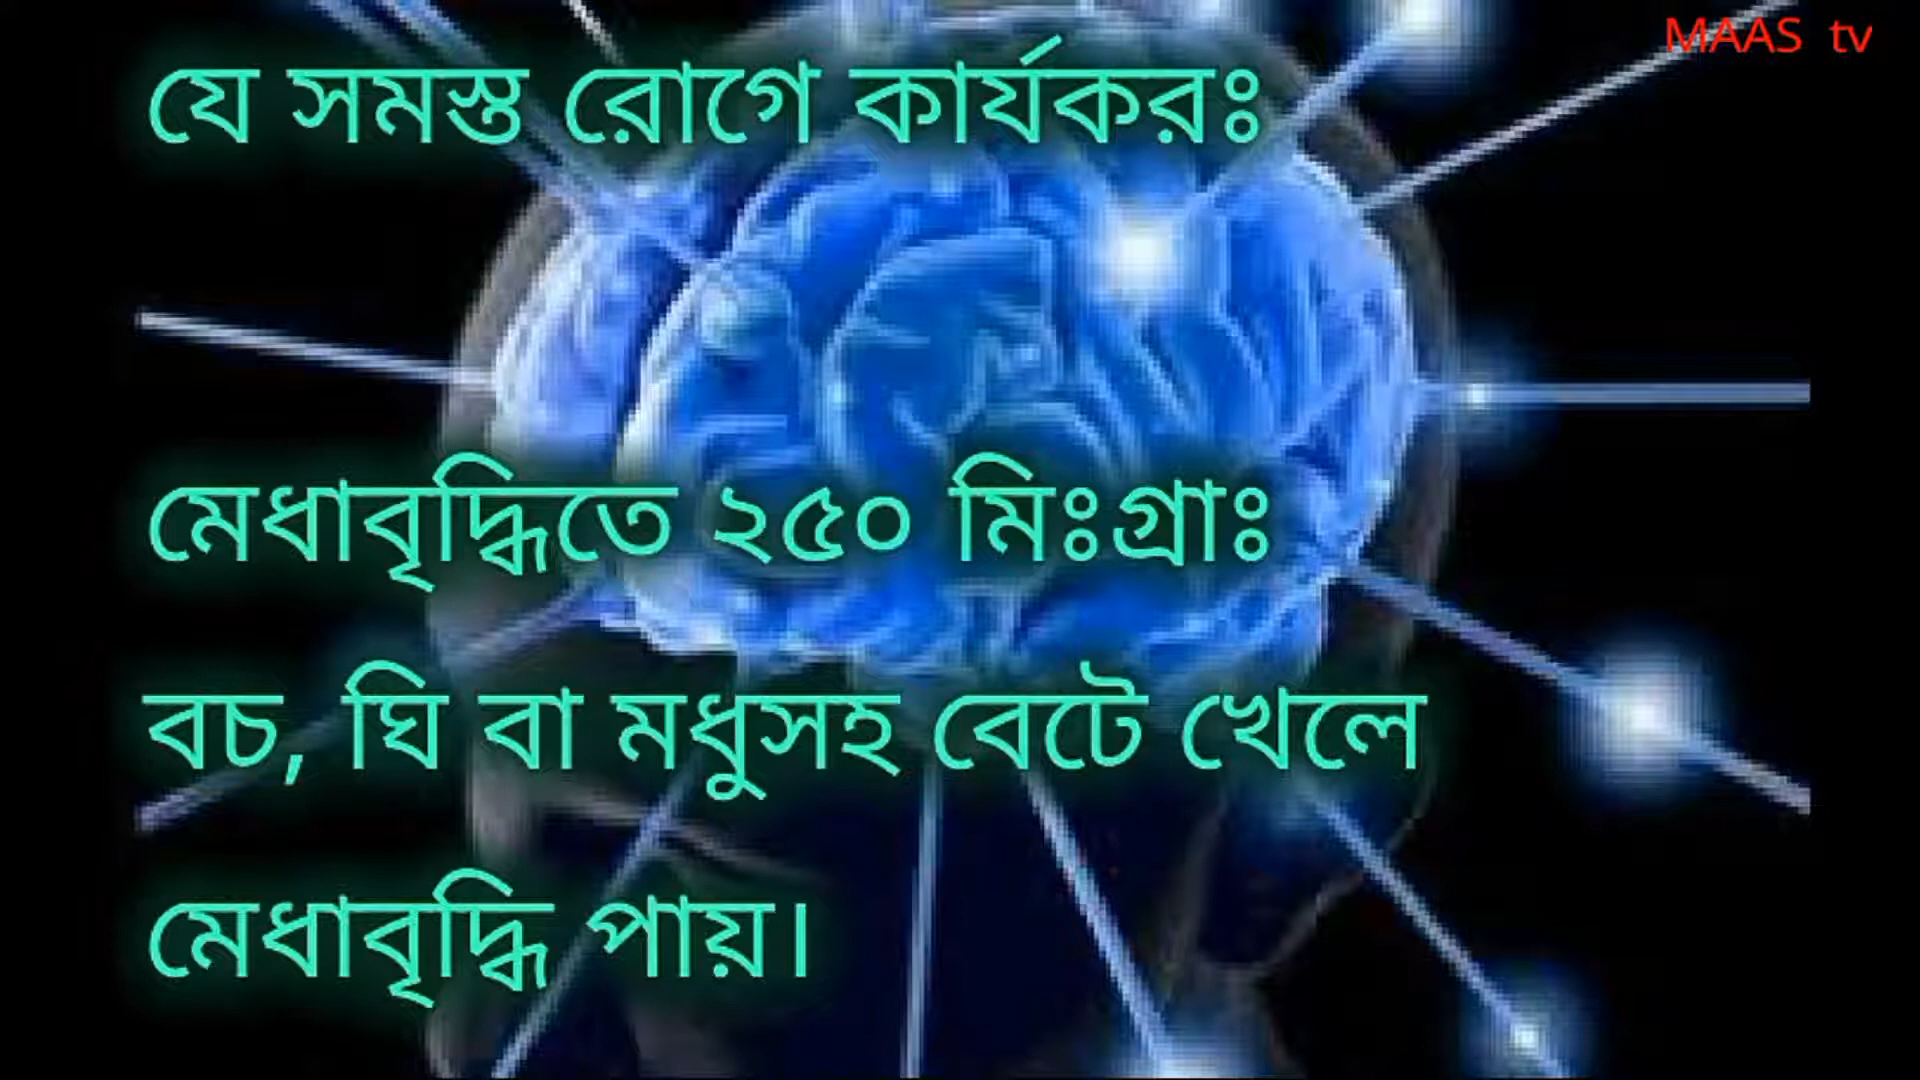 MAAS tv
যে সমস্ত রোগে কার্যকরঃ
মেধাবৃদ্ধিতে ২৫০ মিঃগ্রাঃ
বচ, ঘি বা মধুসহ বেটে খেলে
মেধাবৃদ্ধি পায়।